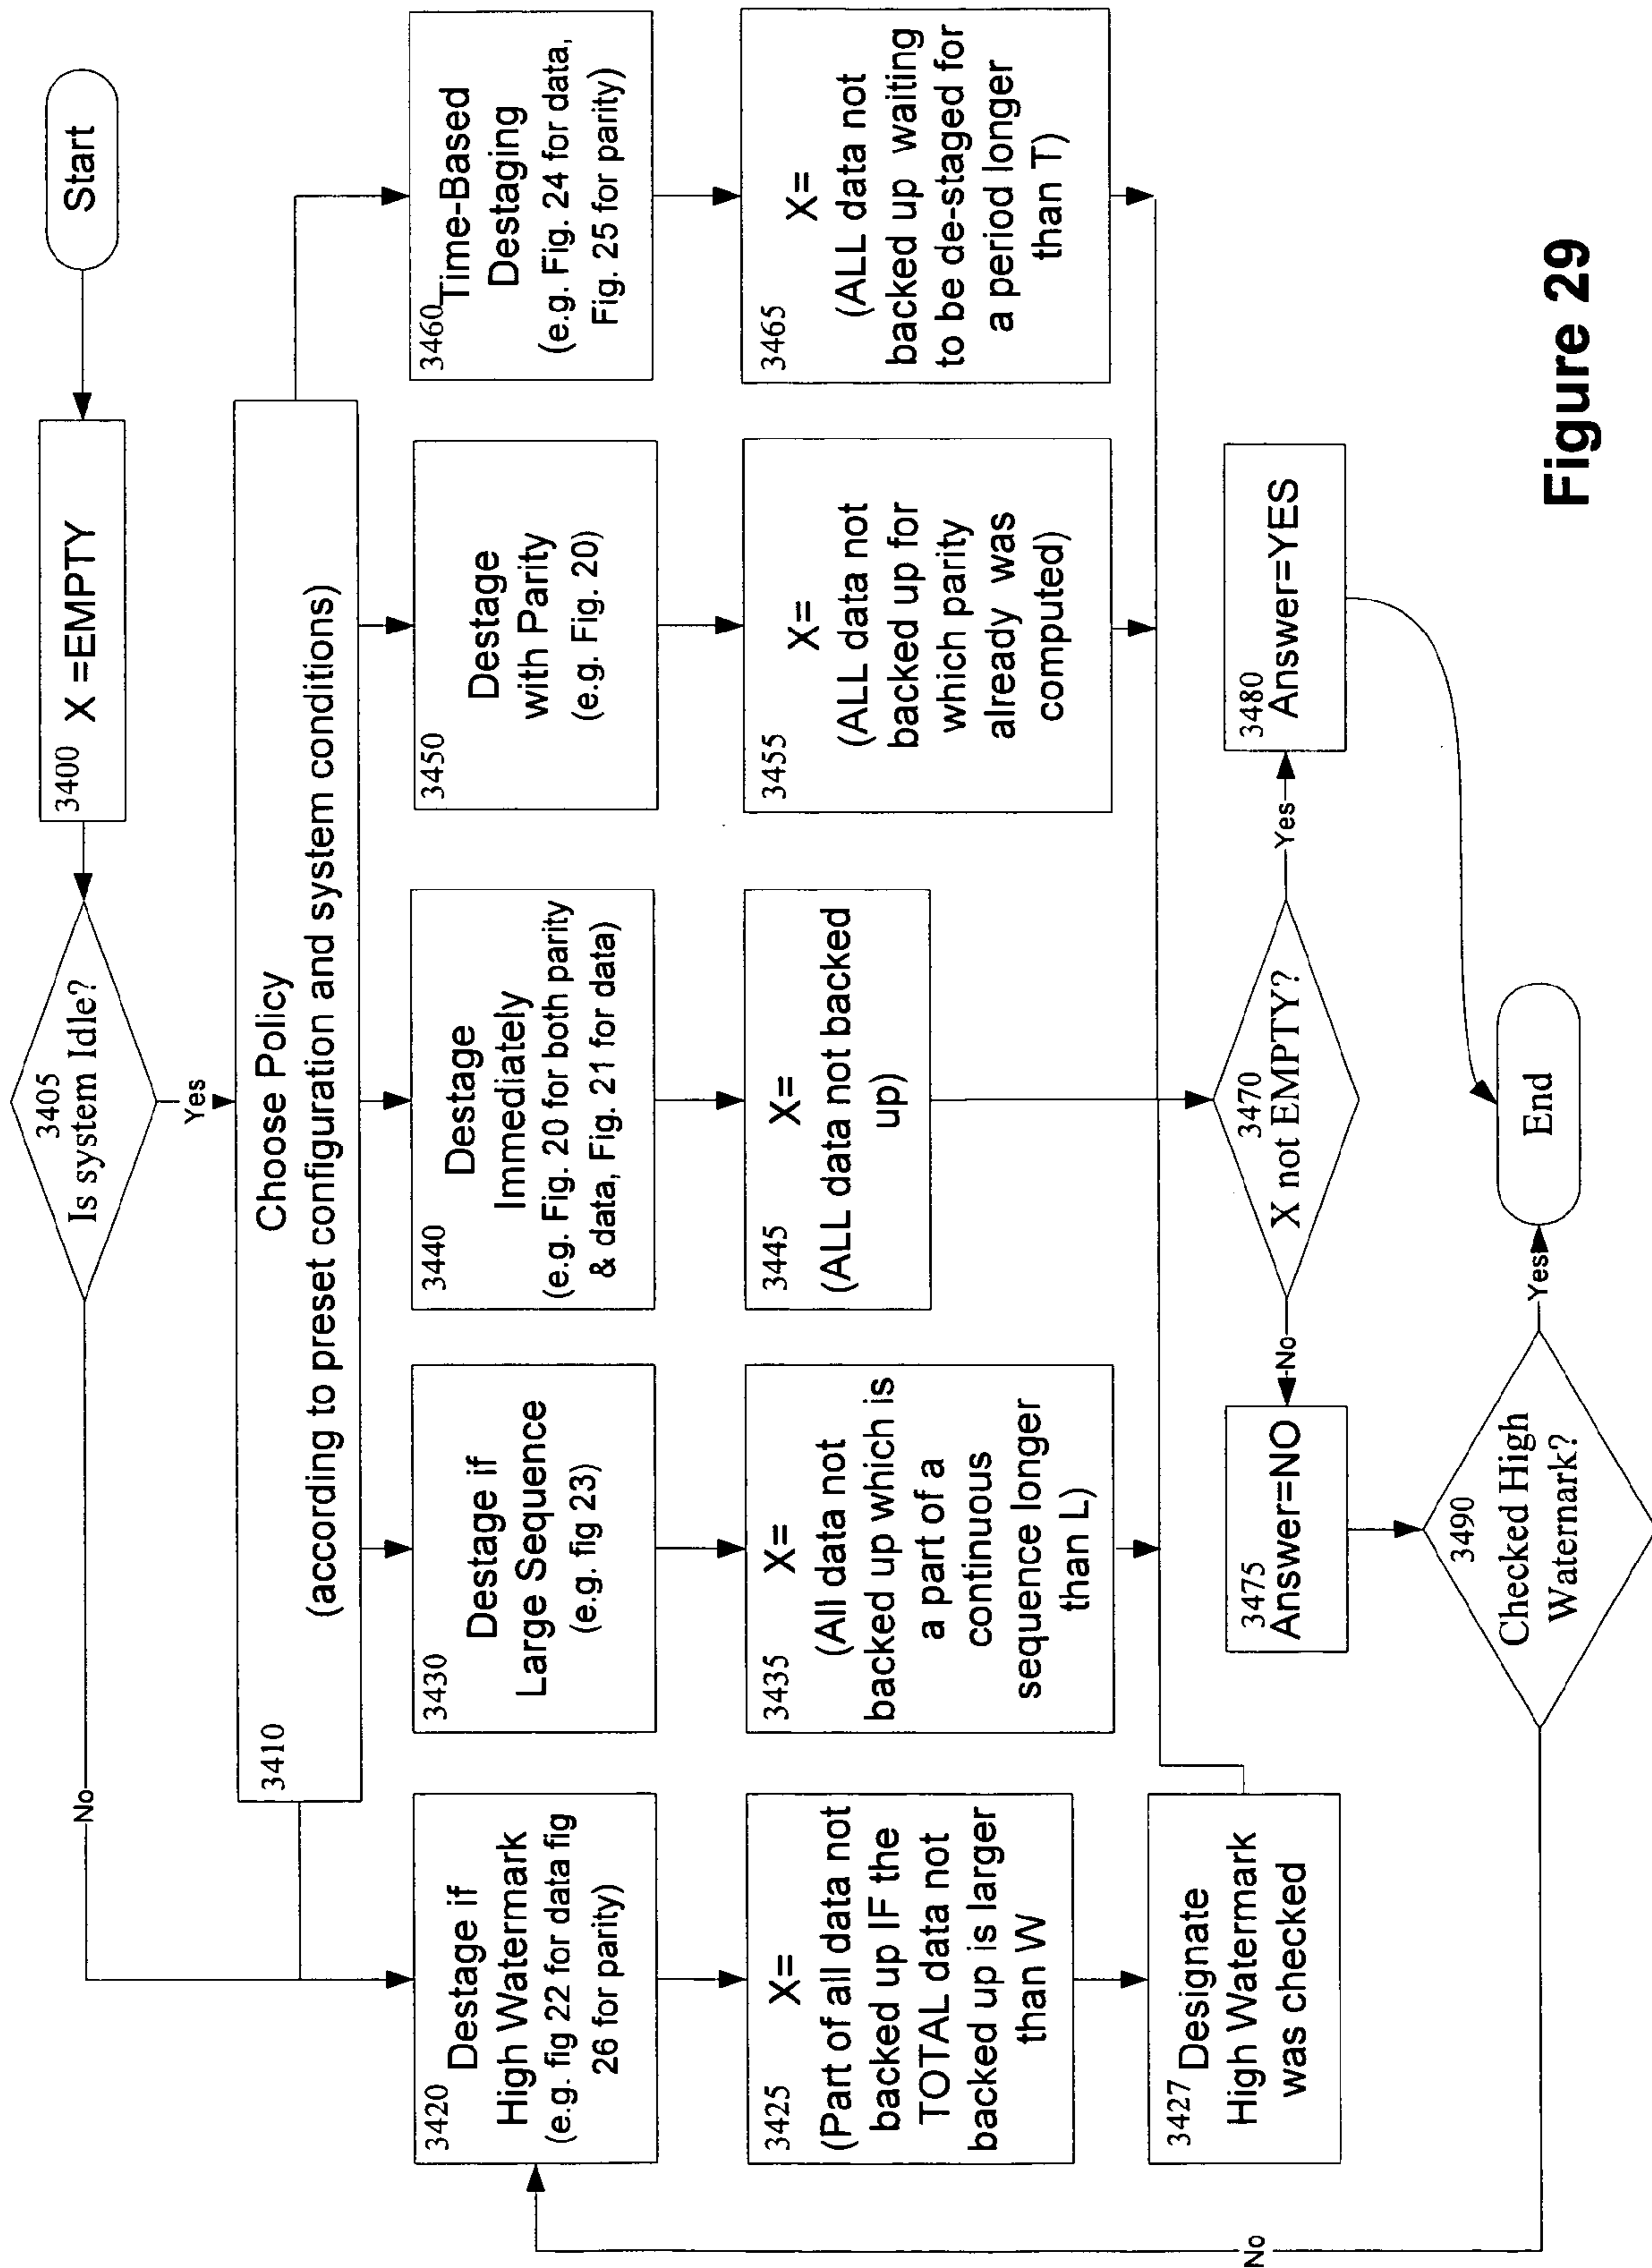 Start
3400 X =EMPTY
3405
Is system Idle?
No
Yes
3410
Choose Policy
(according to preset configuration and system conditions)
3420 Destage if
High Watermark
(e.g. fig 22 for data fig
26 for parity)
3430
Destage if
Large Sequence
(e.g. fig 23)
3440
Destage
Immediately
(e.g. Fig. 20 for both parity
& data, Fig. 21 for data)
3450
Destage
with Parity
(e.g. Fig. 20)
3460 Time-Based
Destaging
(e.g. Fig. 24 for data,
Fig. 25 for parity)
3425 X=
(Part of all data not
backed up IF the
TOTAL data not
backed up is larger
than W
3435 X=
(All data not
backed up which is
a part of a
continuous
sequence longer
than L)
3445 X=
(ALL data not backed
up)
3455 X=
(ALL data not
backed up for
which parity
already was
computed)
3465 X=
(ALL data not
backed up waiting
to be de-staged for
a period longer
than T)
3427 Designate
High Watermark
was checked
3470
X not EMPTY?
No
Yes
3475
Answer=NO
3480
Answer=YES
3490
Checked High
Waternark?
Yes
No
End
Figure 29